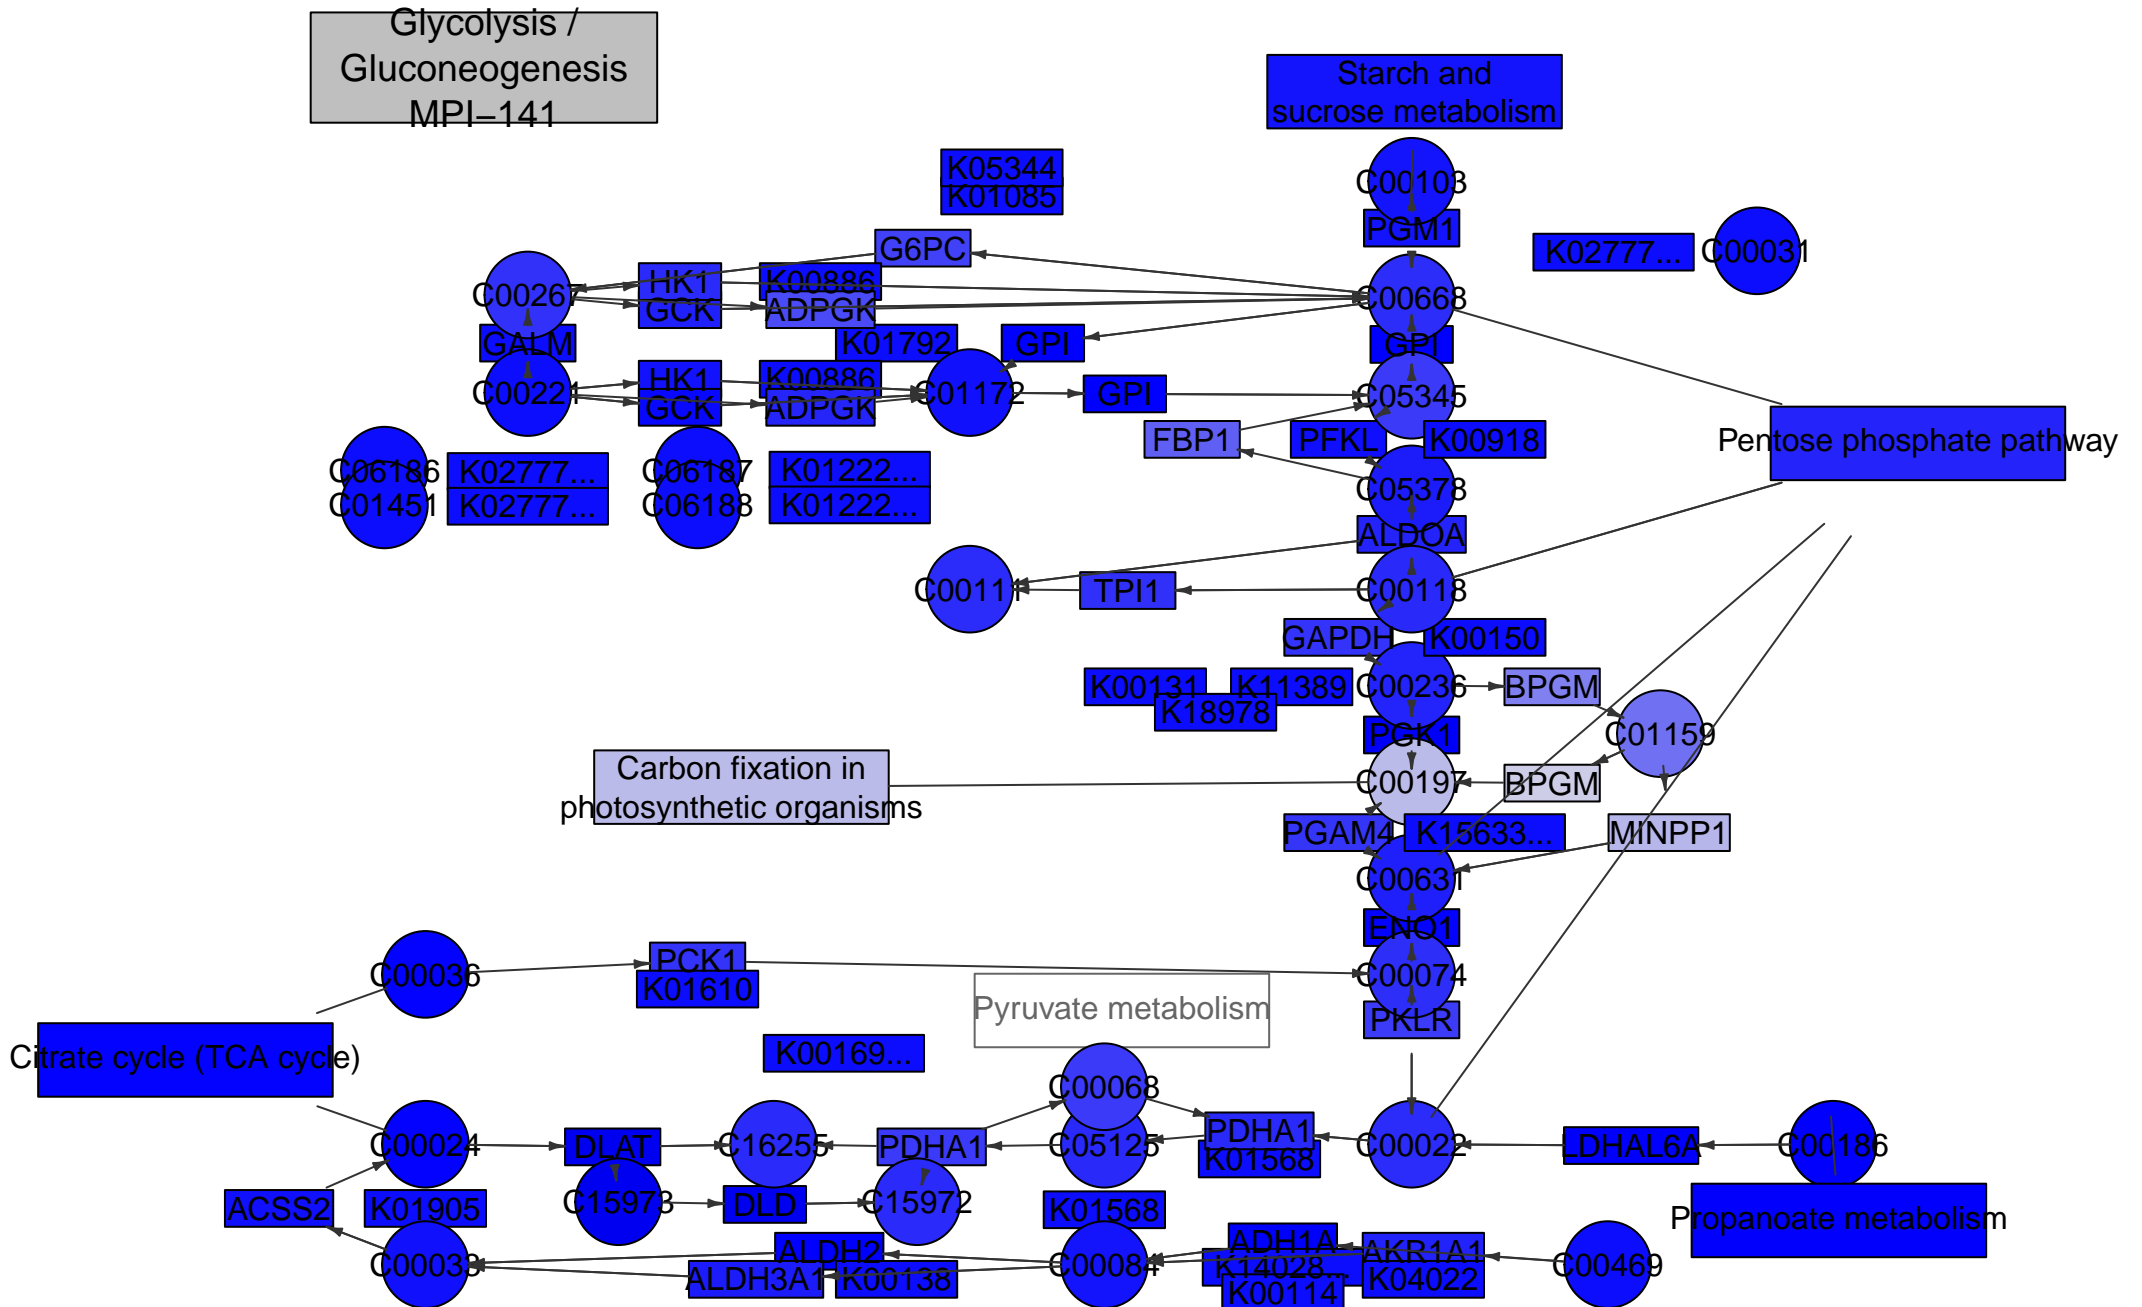 Glycolysis /
Gluconeogenesis
MPI−141
Starch and
sucrose metabolism
K05344
K01085
C00103
PGM1
G6PC
K02777...
C00031
C00267
HK1
K00886
GCK
ADPGK
C00668
GALM
K01792
GPI
GPI
C00221
HK1
K00886
GCK
ADPGK
C01172
GPI
C05345
FBP1
PFKL
K00918
Pentose phosphate pathway
C06186
K02777...
C06187
K01222...
C05378
C01451
K02777...
C06188
K01222...
ALDOA
C00111
TPI1
C00118
GAPDH
K00150
K00131
K11389
C00236
BPGM
K18978
PGK1
C01159
Carbon fixation in
photosynthetic organisms
C00197
BPGM
PGAM4
K15633...
MINPP1
C00631
ENO1
C00036
PCK1
K01610
C00074
Pyruvate metabolism
PKLR
Citrate cycle (TCA cycle)
K00169...
C00068
C00024
DLAT
C16255
PDHA1
C05125
PDHA1
K01568
C00022
LDHAL6A
C00186
ACSS2
K01905
C15973
DLD
C15972
K01568
Propanoate metabolism
C00033
ALDH2
ALDH3A1
K00138
C00084
ADH1A
K14028...
K00114
AKR1A1
K04022
C00469